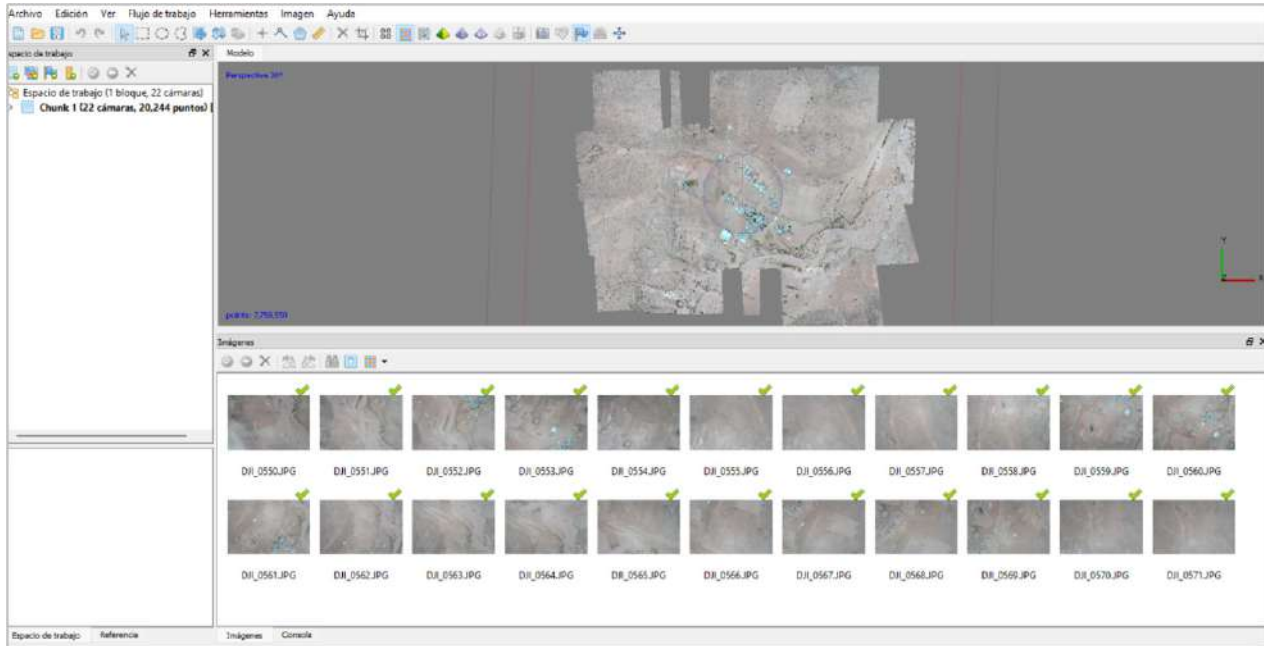 Archivo Edición Ver Flujo de trabajo Herramientas Imagen Ayuda
espacio de trabajo
Modelo
Perspectiva 30°
Espacio de trabajo (1 bloque, 22 cámaras)
Chunk 1 (22 cámaras, 20,244 puntos) [
Y
X
points:
Imágenes
DJI_0550.JPG DJI_0551.JPG DJI_0552.JPG DJI_0553.JPG DJI_0554.JPG DJI_0555.JPG DJI_0556.JPG DJI_0557.JPG DJI_0558.JPG DJI_0559.JPG DJI_0560.JPG
DJI_0561.JPG DJI_0562.JPG DJI_0563.JPG DJI_0564.JPG DJI_0565.JPG DJI_0566.JPG DJI_0567.JPG DJI_0568.JPG DJI_0569.JPG DJI_0570.JPG DJI_0571.JPG
Espacio de trabajo Referencia Imágenes Consola